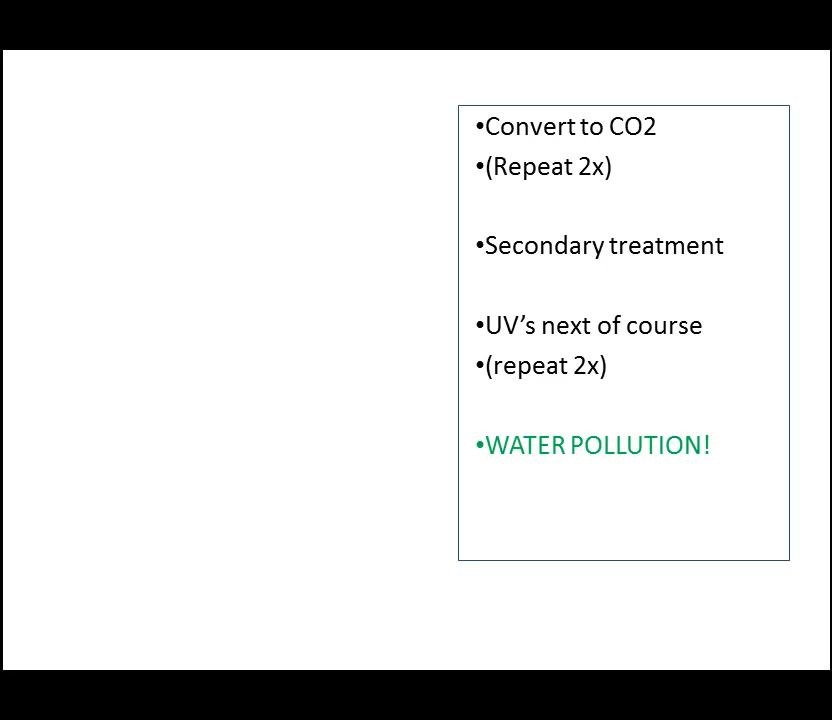 •Convert to CO2
•(Repeat 2x)
•Secondary treatment
•UV’s next of course
•(repeat 2x)
•WATER POLLUTION!